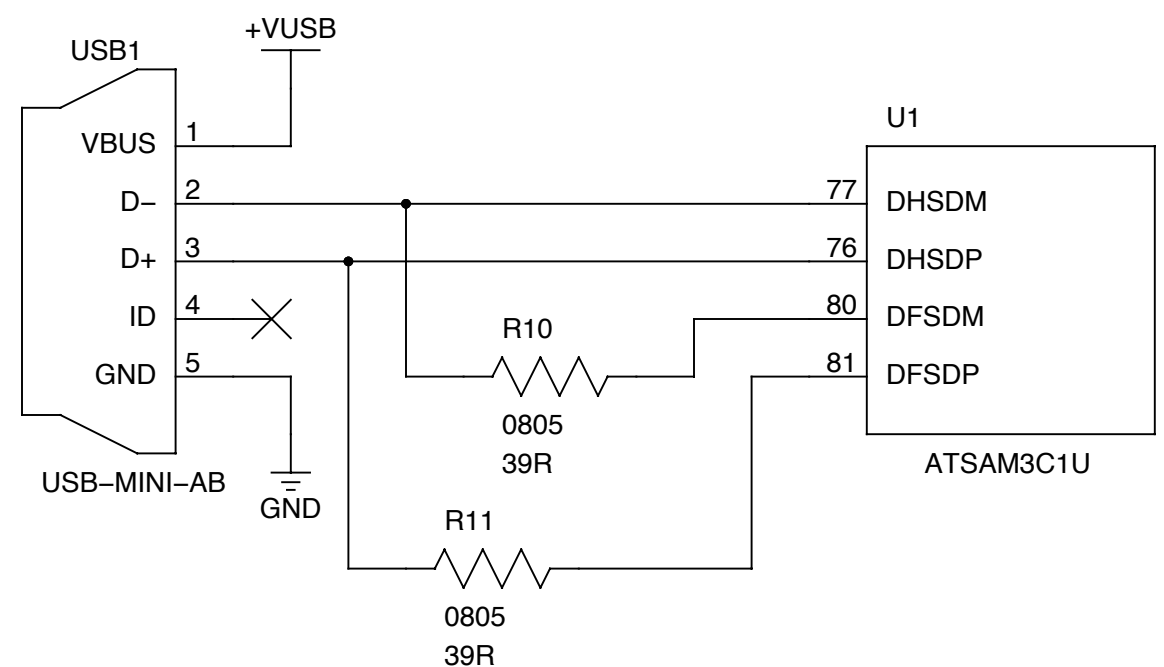 +VUSB
USB1
U1
VBUS 1
D− 2
77 DHSDM
D+ 3
76 DHSDP
ID 4
80 DFSDM
R10
GND 5
81 DFSDP
0805
39R
ATSAM3C1U
USB−MINI−AB
GND
R11
0805
39R